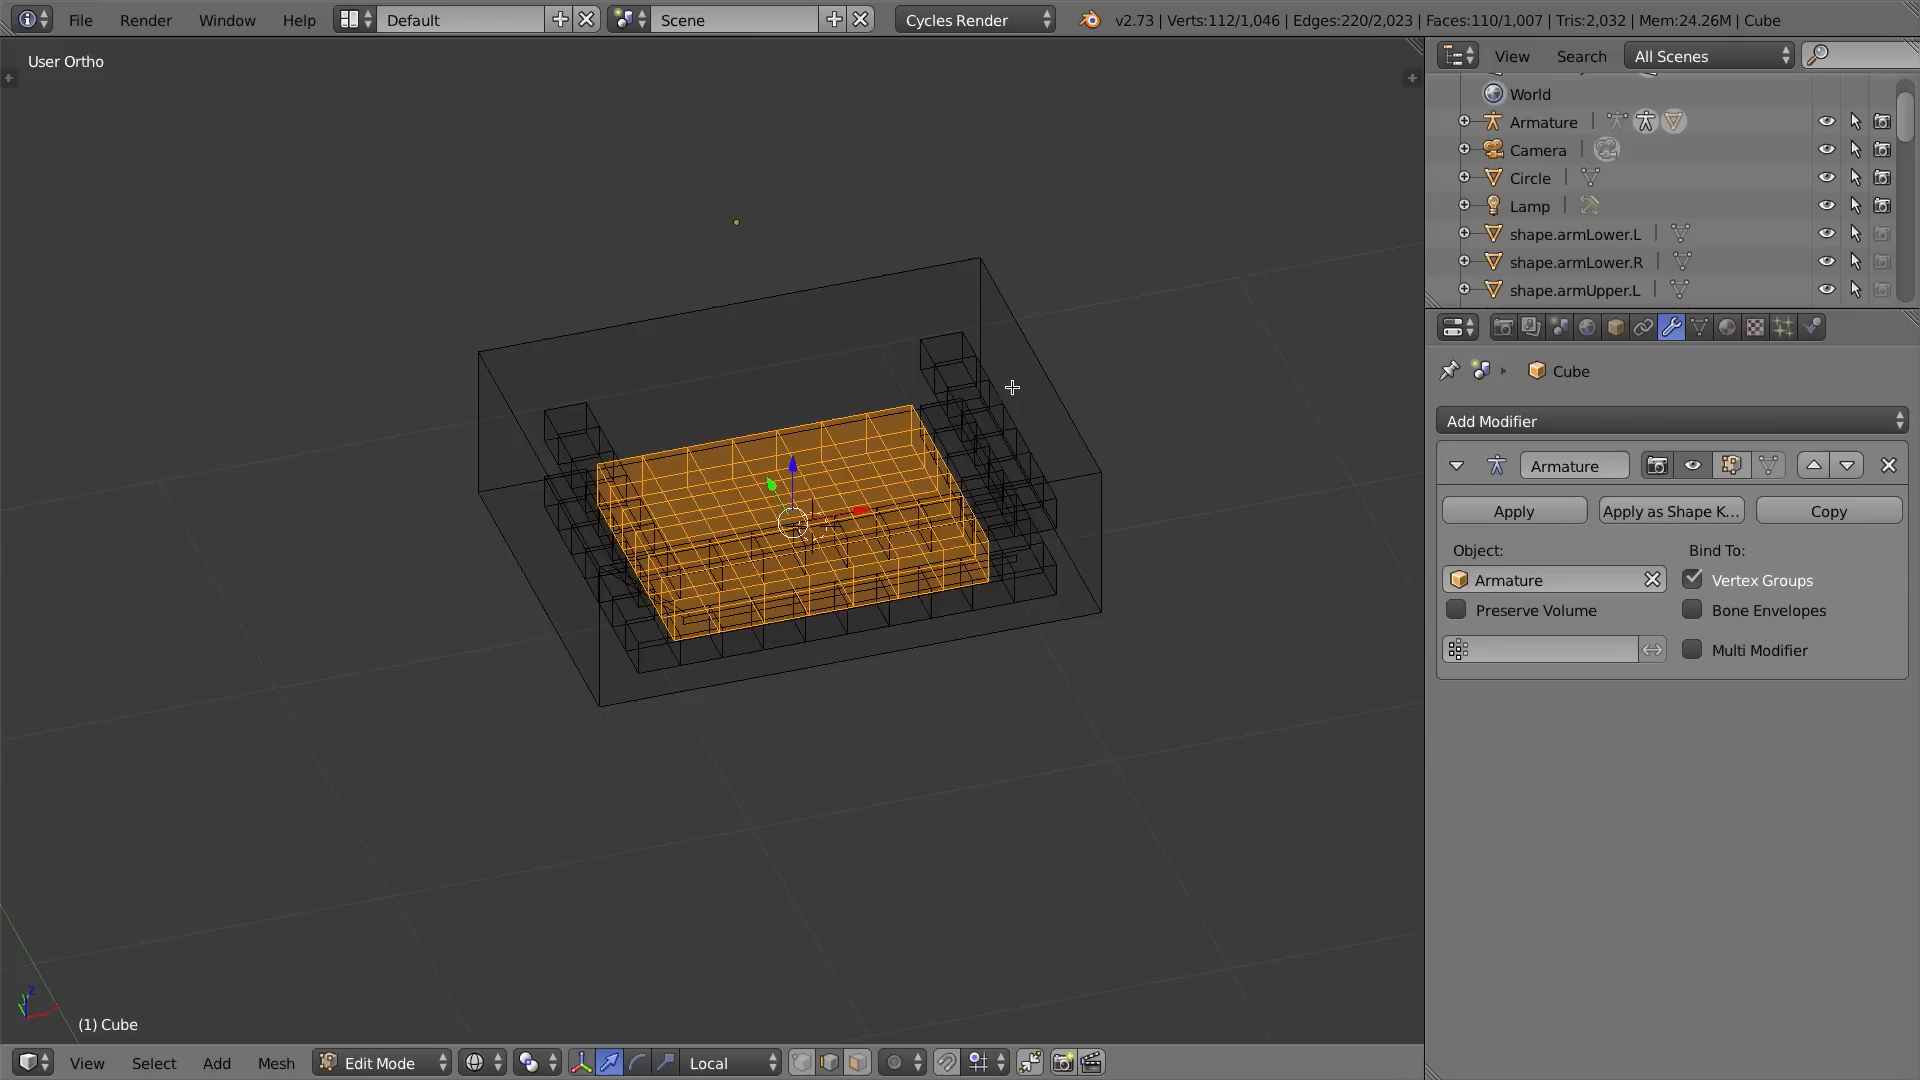 File Render Window Help Default Scene Cycles Render v2.73 | Verts:112/1,046 | Edges:220/2,023 | Faces:110/1,007 | Tris:2,032 | Mem:24.26M | Cube
User Ortho
View Search All Scenes
World
Armature
Camera
Circle
Lamp
shape.armLower.L
shape.armLower.R
shape.armUpper.L
Cube
Add Modifier
Armature
Apply Apply as Shape K... Copy
Object: Bind To:
Armature Vertex Groups
Preserve Volume Bone Envelopes
Multi Modifier
z
(1) Cube
View Select Add Mesh Edit Mode Local